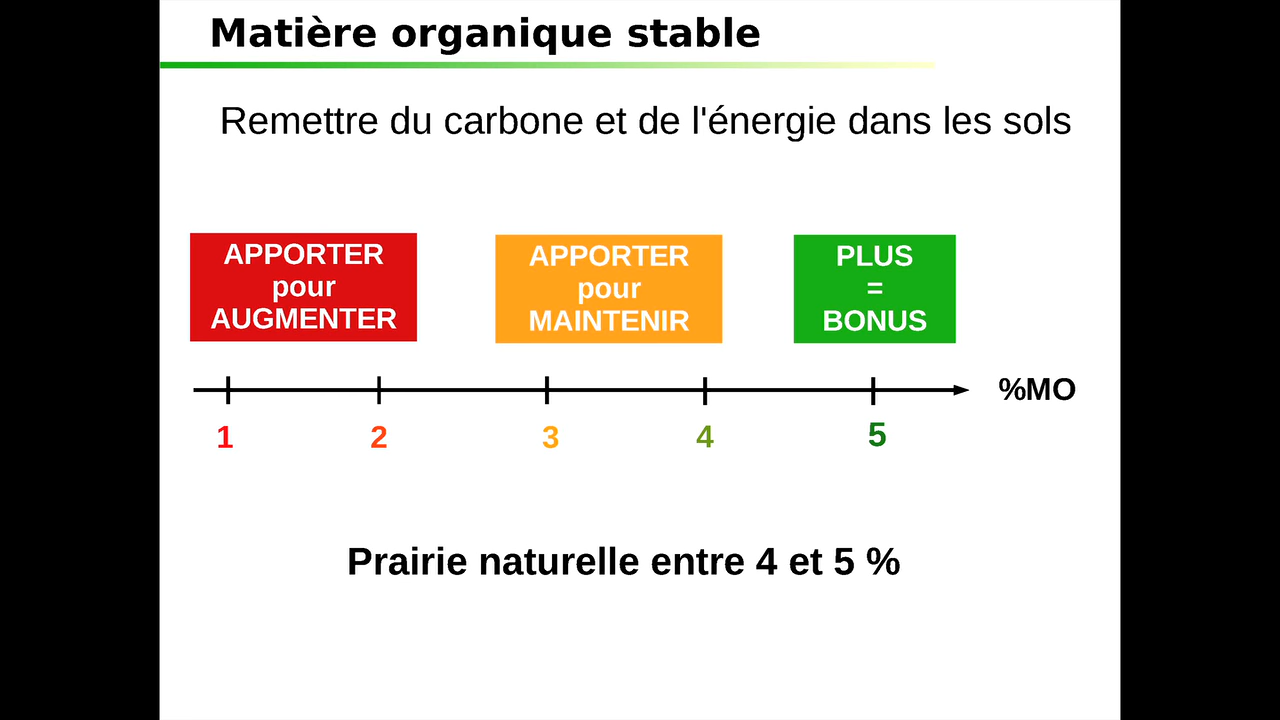 Matière organique stable
Remettre du carbone et de l'énergie dans les sols
APPORTER
pour
AUGMENTER
APPORTER
pour
MAINTENIR
PLUS
=
BONUS
%MO
1 2 3 4 5
Prairie naturelle entre 4 et 5 %